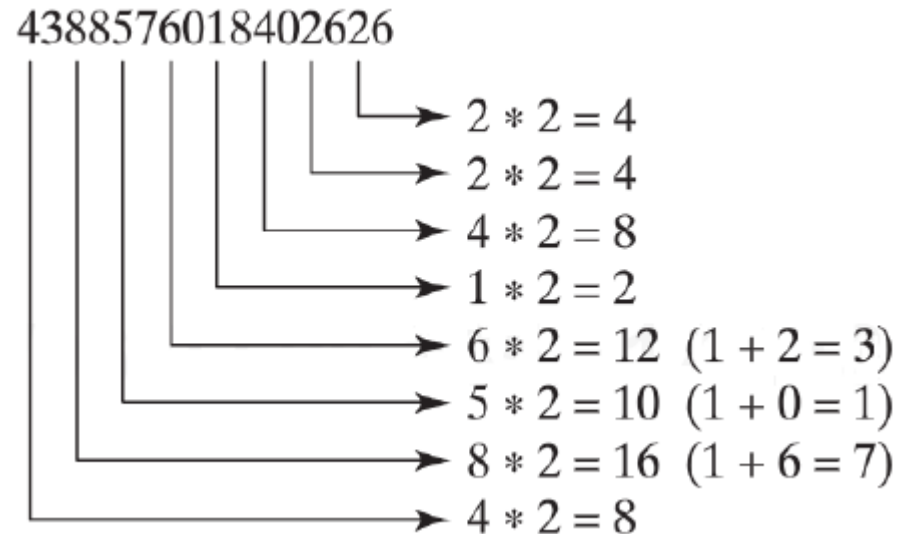 4388576018402626
2 * 2 = 4
2 * 2 = 4
4 * 2 = 8
1 * 2 = 2
6 * 2 = 12 (1 + 2 = 3)
5 * 2 = 10 (1 + 0 = 1)
8 * 2 = 16 (1 + 6 = 7)
4 * 2 = 8